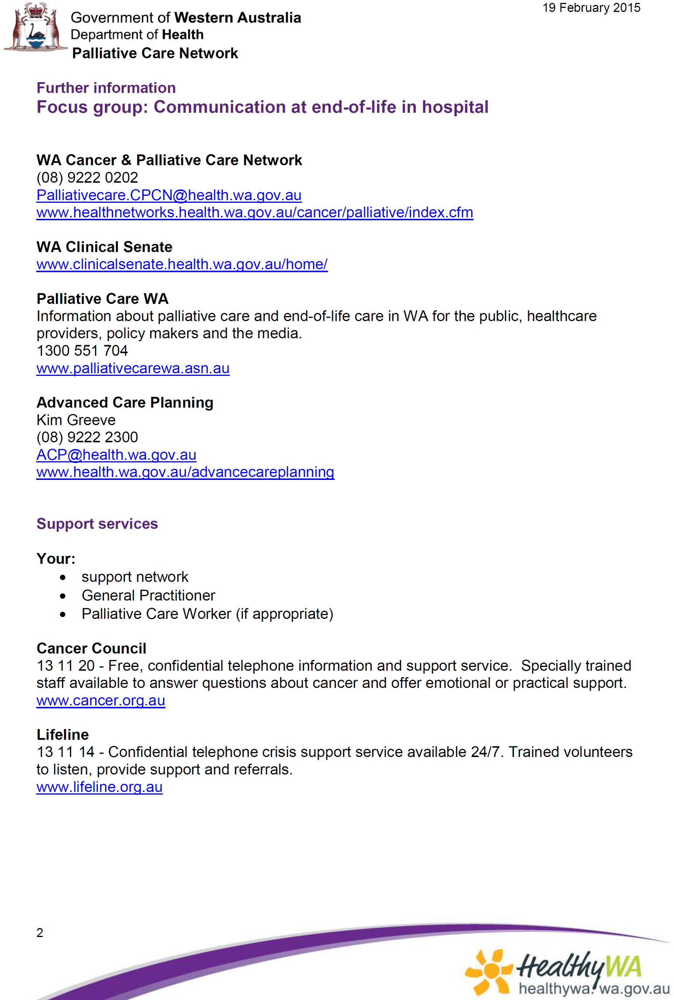 19 February 2015
Government of Western Australia
Department of Health
Palliative Care Network
Further information
Focus group: Communication at end-of-life in hospital
WA Cancer & Palliative Care Network
(08) 9222 0202
Palliativecare.CPCN@health.wa.gov.au
www.healthnetworks.health.wa.gov.au/cancer/palliative/index.cfm
WA Clinical Senate
www.clinicalsenate.health.wa.gov.au/home/
Palliative Care WA
Information about palliative care and end-of-life care in WA for the public, healthcare
providers, policy makers and the media.
1300 551 704
www.palliativecarewa.asn.au
Advanced Care Planning
Kim Greeve
(08) 9222 2300
ACP@health.wa.gov.au
www.health.wa.gov.au/advancecareplanning
Support services
Your:
• support network
• General Practitioner
• Palliative Care Worker (if appropriate)
Cancer Council
13 11 20 - Free, confidential telephone information and support service.  Specially trained
staff available to answer questions about cancer and offer emotional or practical support.
www.cancer.org.au
Lifeline
13 11 14 - Confidential telephone crisis support service available 24/7. Trained volunteers
to listen, provide support and referrals.
www.lifeline.org.au
2
HealthyWA
healthywa.wa.gov.au